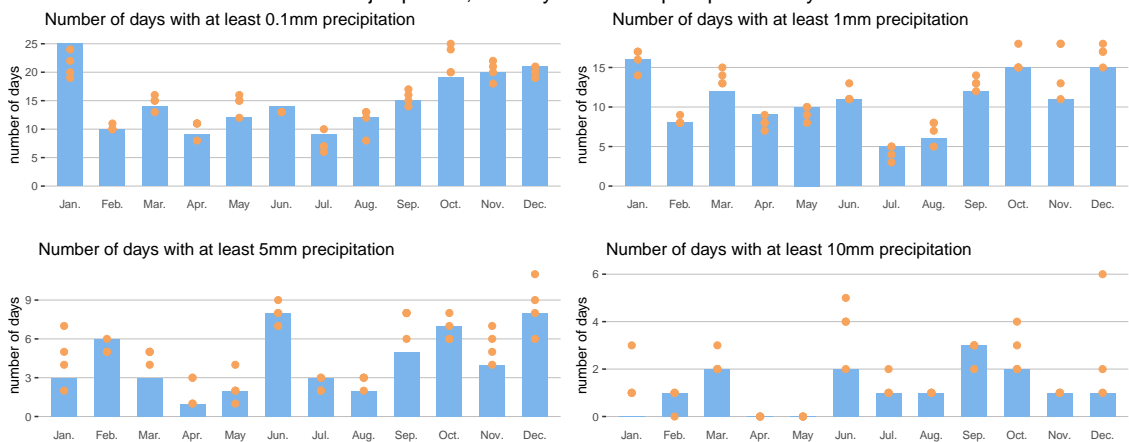 Number of days with at least 0.1mm precipitation
number of days
25
20
15
10
5
0
Jan. Feb. Mar. Apr. May Jun. Jul. Aug. Sep. Oct. Nov. Dec.
Number of days with at least 1mm precipitation
number of days
15
10
5
0
Jan. Feb. Mar. Apr. May Jun. Jul. Aug. Sep. Oct. Nov. Dec.
Number of days with at least 5mm precipitation
number of days
9
6
3
0
Jan. Feb. Mar. Apr. May Jun. Jul. Aug. Sep. Oct. Nov. Dec.
Number of days with at least 10mm precipitation
number of days
6
4
2
0
Jan. Feb. Mar. Apr. May Jun. Jul. Aug. Sep. Oct. Nov. Dec.